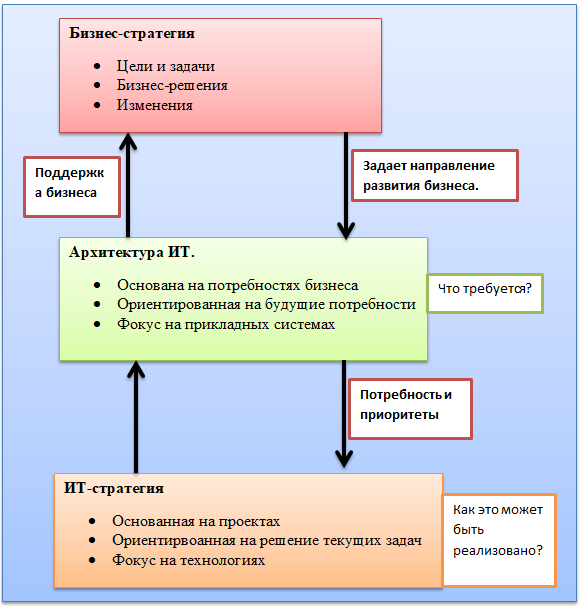 Бизнес-стратегия
• Цели и задачи
• Бизнес-решения
• Изменения
Поддержк
а бизнеса
Задает направление
развития бизнеса.
Архитектура ИТ.
• Основана на потребностях бизнеса
• Ориентированная на будущие потребности
• Фокус на прикладных системах
Что требуется?
Потребность и
приоритеты
ИТ-стратегия
• Основанная на проектах
• Ориентирвоанная на решение текущих задач
• Фокус на технологиях
Как это может
быть
реализовано?